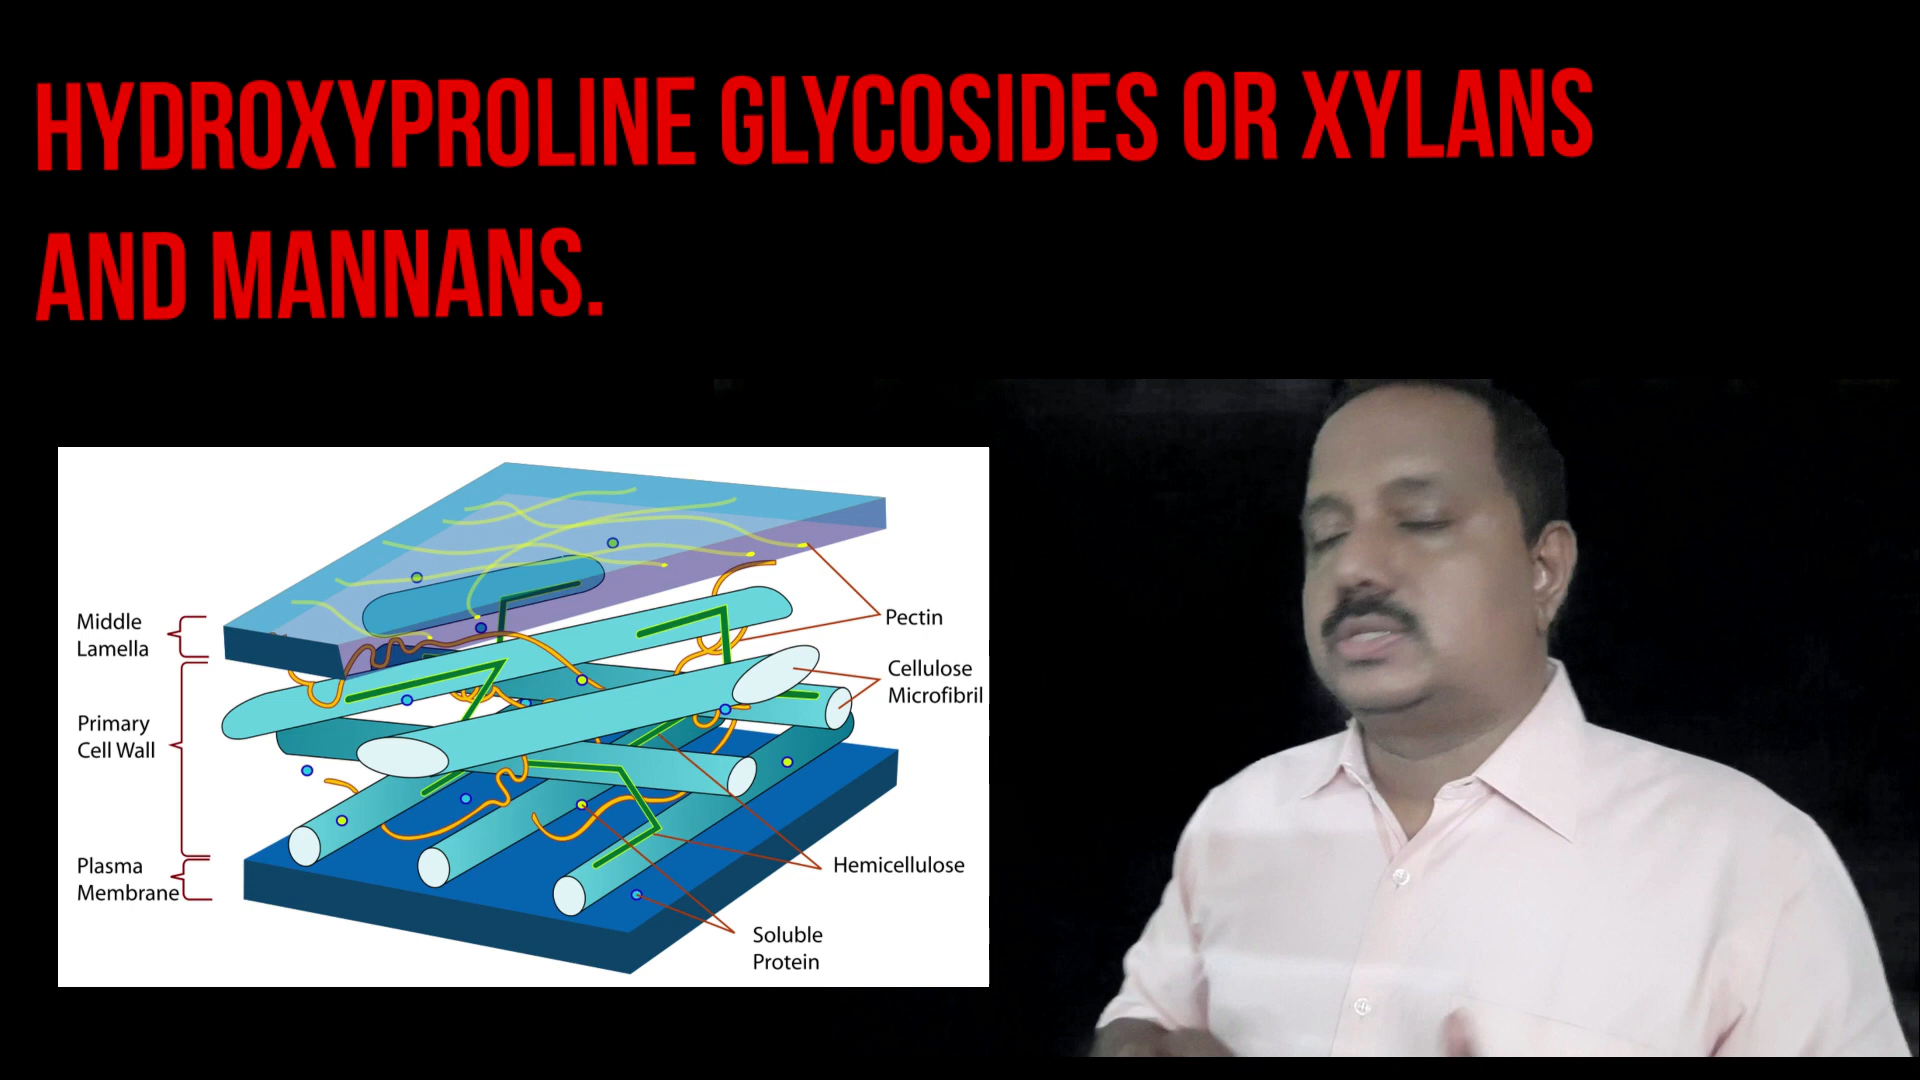 HYDROXYPROLINE GLYCOSIDES OR XYLANS
AND MANNANS.
Middle
Lamella
Primary
Cell Wall
Plasma
Membrane
Pectin
Cellulose
Microfibril
Hemicellulose
Soluble
Protein